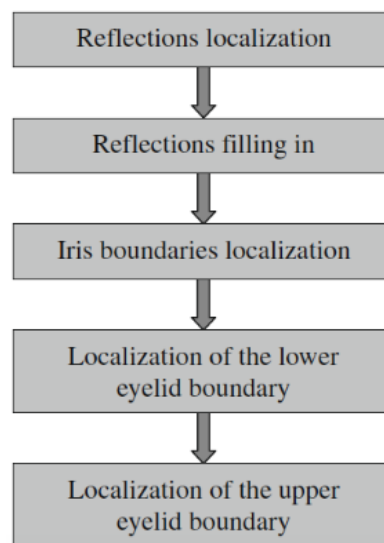 Reflections localization
Reflections filling in
Iris boundaries localization
Localization of the lower
eyelid boundary
Localization of the upper
eyelid boundary